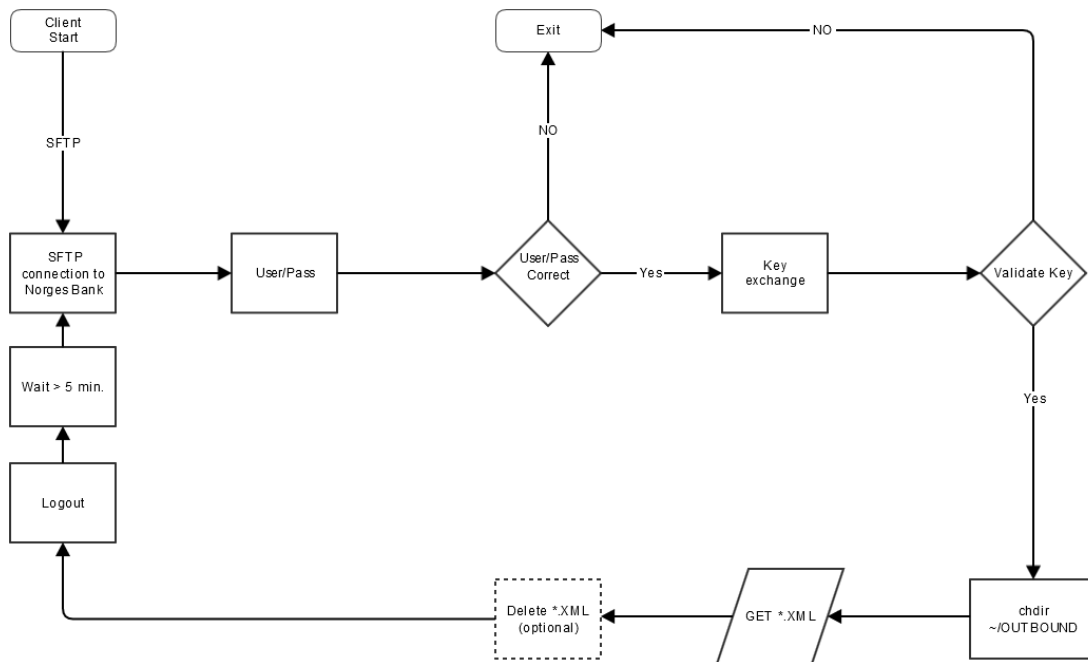 Client
Start
Exit
NO
NO
SFTP
SFTP
connection to
Norges Bank
User/Pass
User/Pass
Correct
Yes
Key
exchange
Validate Key
Wait > 5 min.
Yes
Logout
Delete *.XML
(optional)
GET *.XML
chdir
~/OUTBOUND